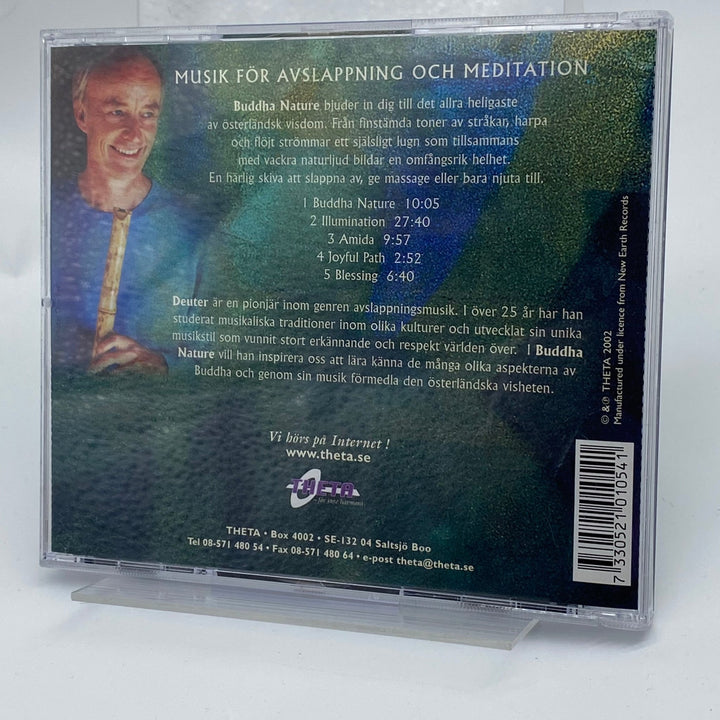 MUSIK FÖR AVSLAPPNING OCH MEDITATION
Buddha Nature bjuder in dig till det allra heligaste
av österländsk visdom. Från finstämda toner av stråkar, harpa
och flöjt strömmar ett själsligt lugn som tillsammans
med vackra naturljud bildar en omfångsrik helhet.
En härlig skiva att slappna av, ge massage eller bara njuta till.
1 Buddha Nature 10:05
2 Illumination 27:40
3 Amida 9:57
4 Joyful Path 2:52
5 Blessing 6:40
Deuter är en pionjär inom genren avslappningsmusik. I över 25 år har han
studerat musikaliska traditioner inom olika kulturer och utvecklat sin unika
musikstil som vunnit stort erkännande och respekt världen över. I Buddha
Nature vill han inspirera oss att lära känna de många olika aspekterna av
Buddha och genom sin musik förmedla den österländska visheten.
Vi hörs på Internet !
www.theta.se
THETA
- för inre harmoni
THETA • Box 4002 • SE-132 04 Saltsjö Boo
Tel 08-571 480 54 • Fax 08-571 480 64 • e-post theta@theta.se
© & ℗ THETA 2002
Manufactured under licence from New Earth Records
7 330521 010541